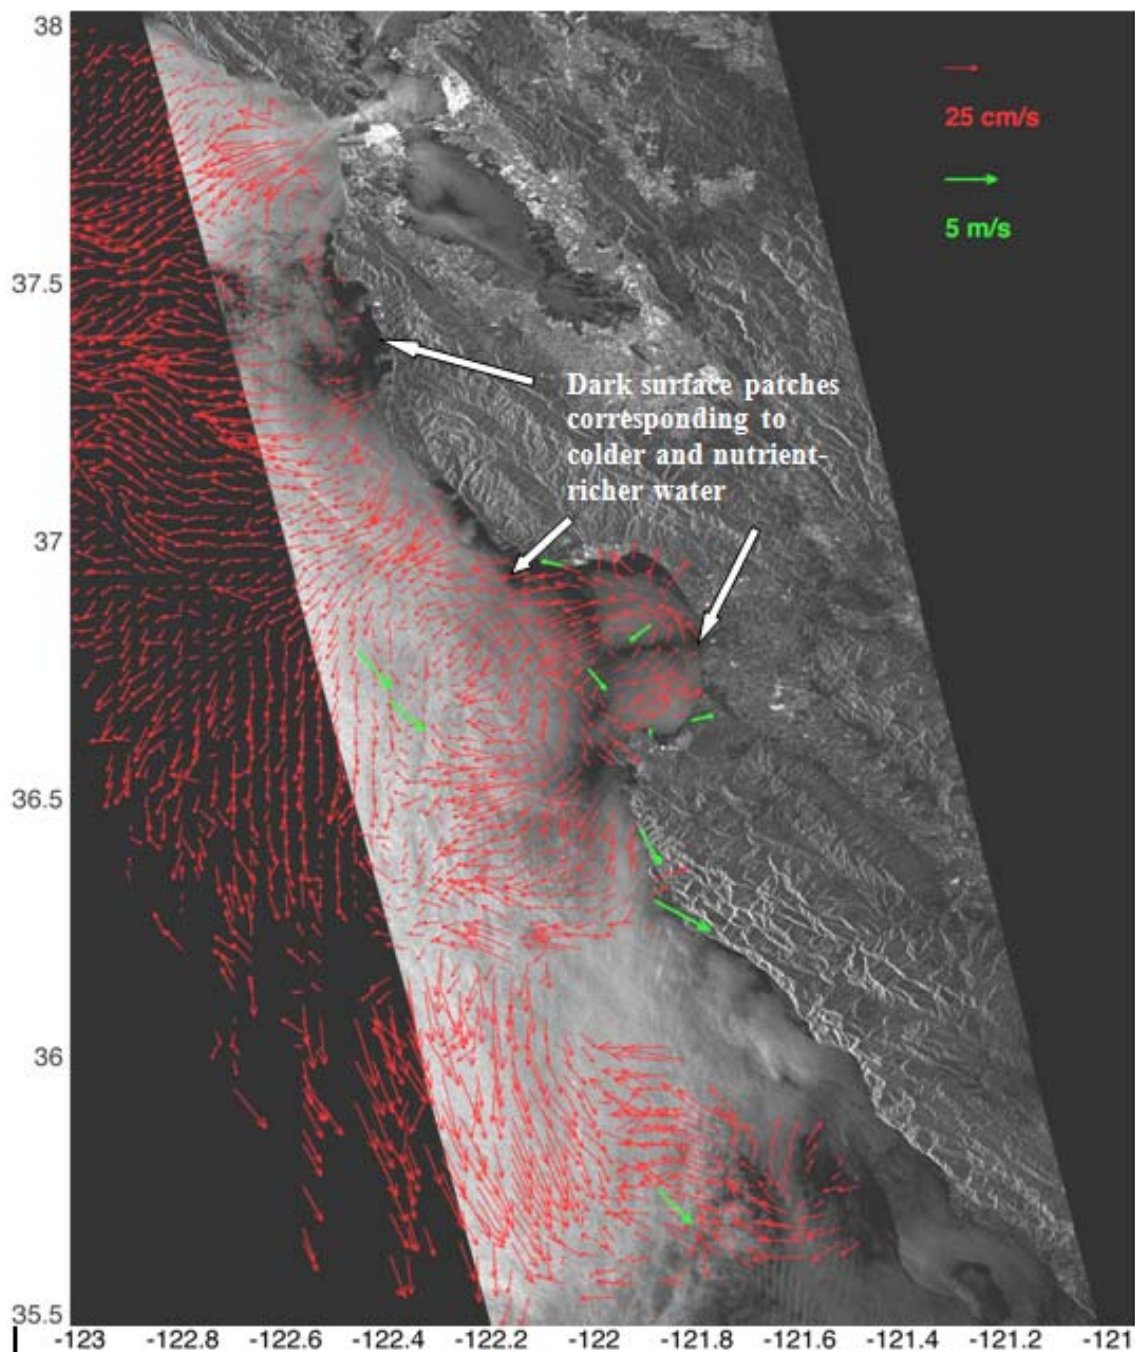 38
25 cm/s
5 m/s
37.5
Dark surface patches
corresponding to
colder and nutrient-
richer water
37
36.5
36
35.5
-123 -122.8 -122.6 -122.4 -122.2 -122 -121.8 -121.6 -121.4 -121.2 -121